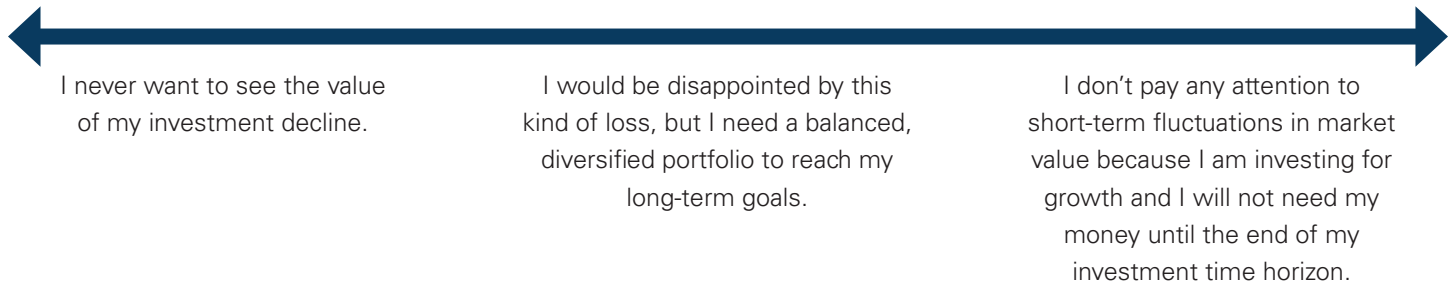 I never want to see the value
of my investment decline.
I would be disappointed by this
kind of loss, but I need a balanced,
diversified portfolio to reach my
long-term goals.
I don’t pay any attention to
short-term fluctuations in market
value because I am investing for
growth and I will not need my
money until the end of my
investment time horizon.